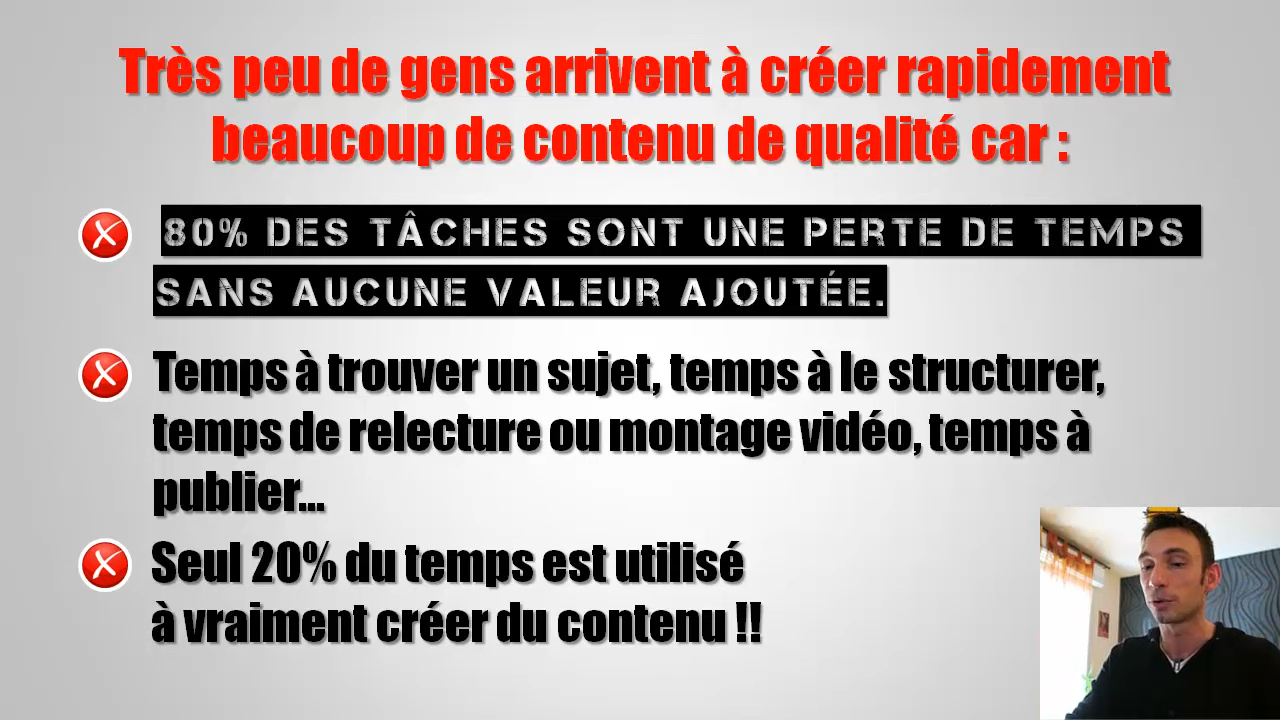 Très peu de gens arrivent à créer rapidement
beaucoup de contenu de qualité car :
80% DES TÂCHES SONT UNE PERTE DE TEMPS
SANS AUCUNE VALEUR AJOUTÉE.
Temps à trouver un sujet, temps à le structurer,
temps de relecture ou montage vidéo, temps à
publier...
Seul 20% du temps est utilisé
à vraiment créer du contenu !!